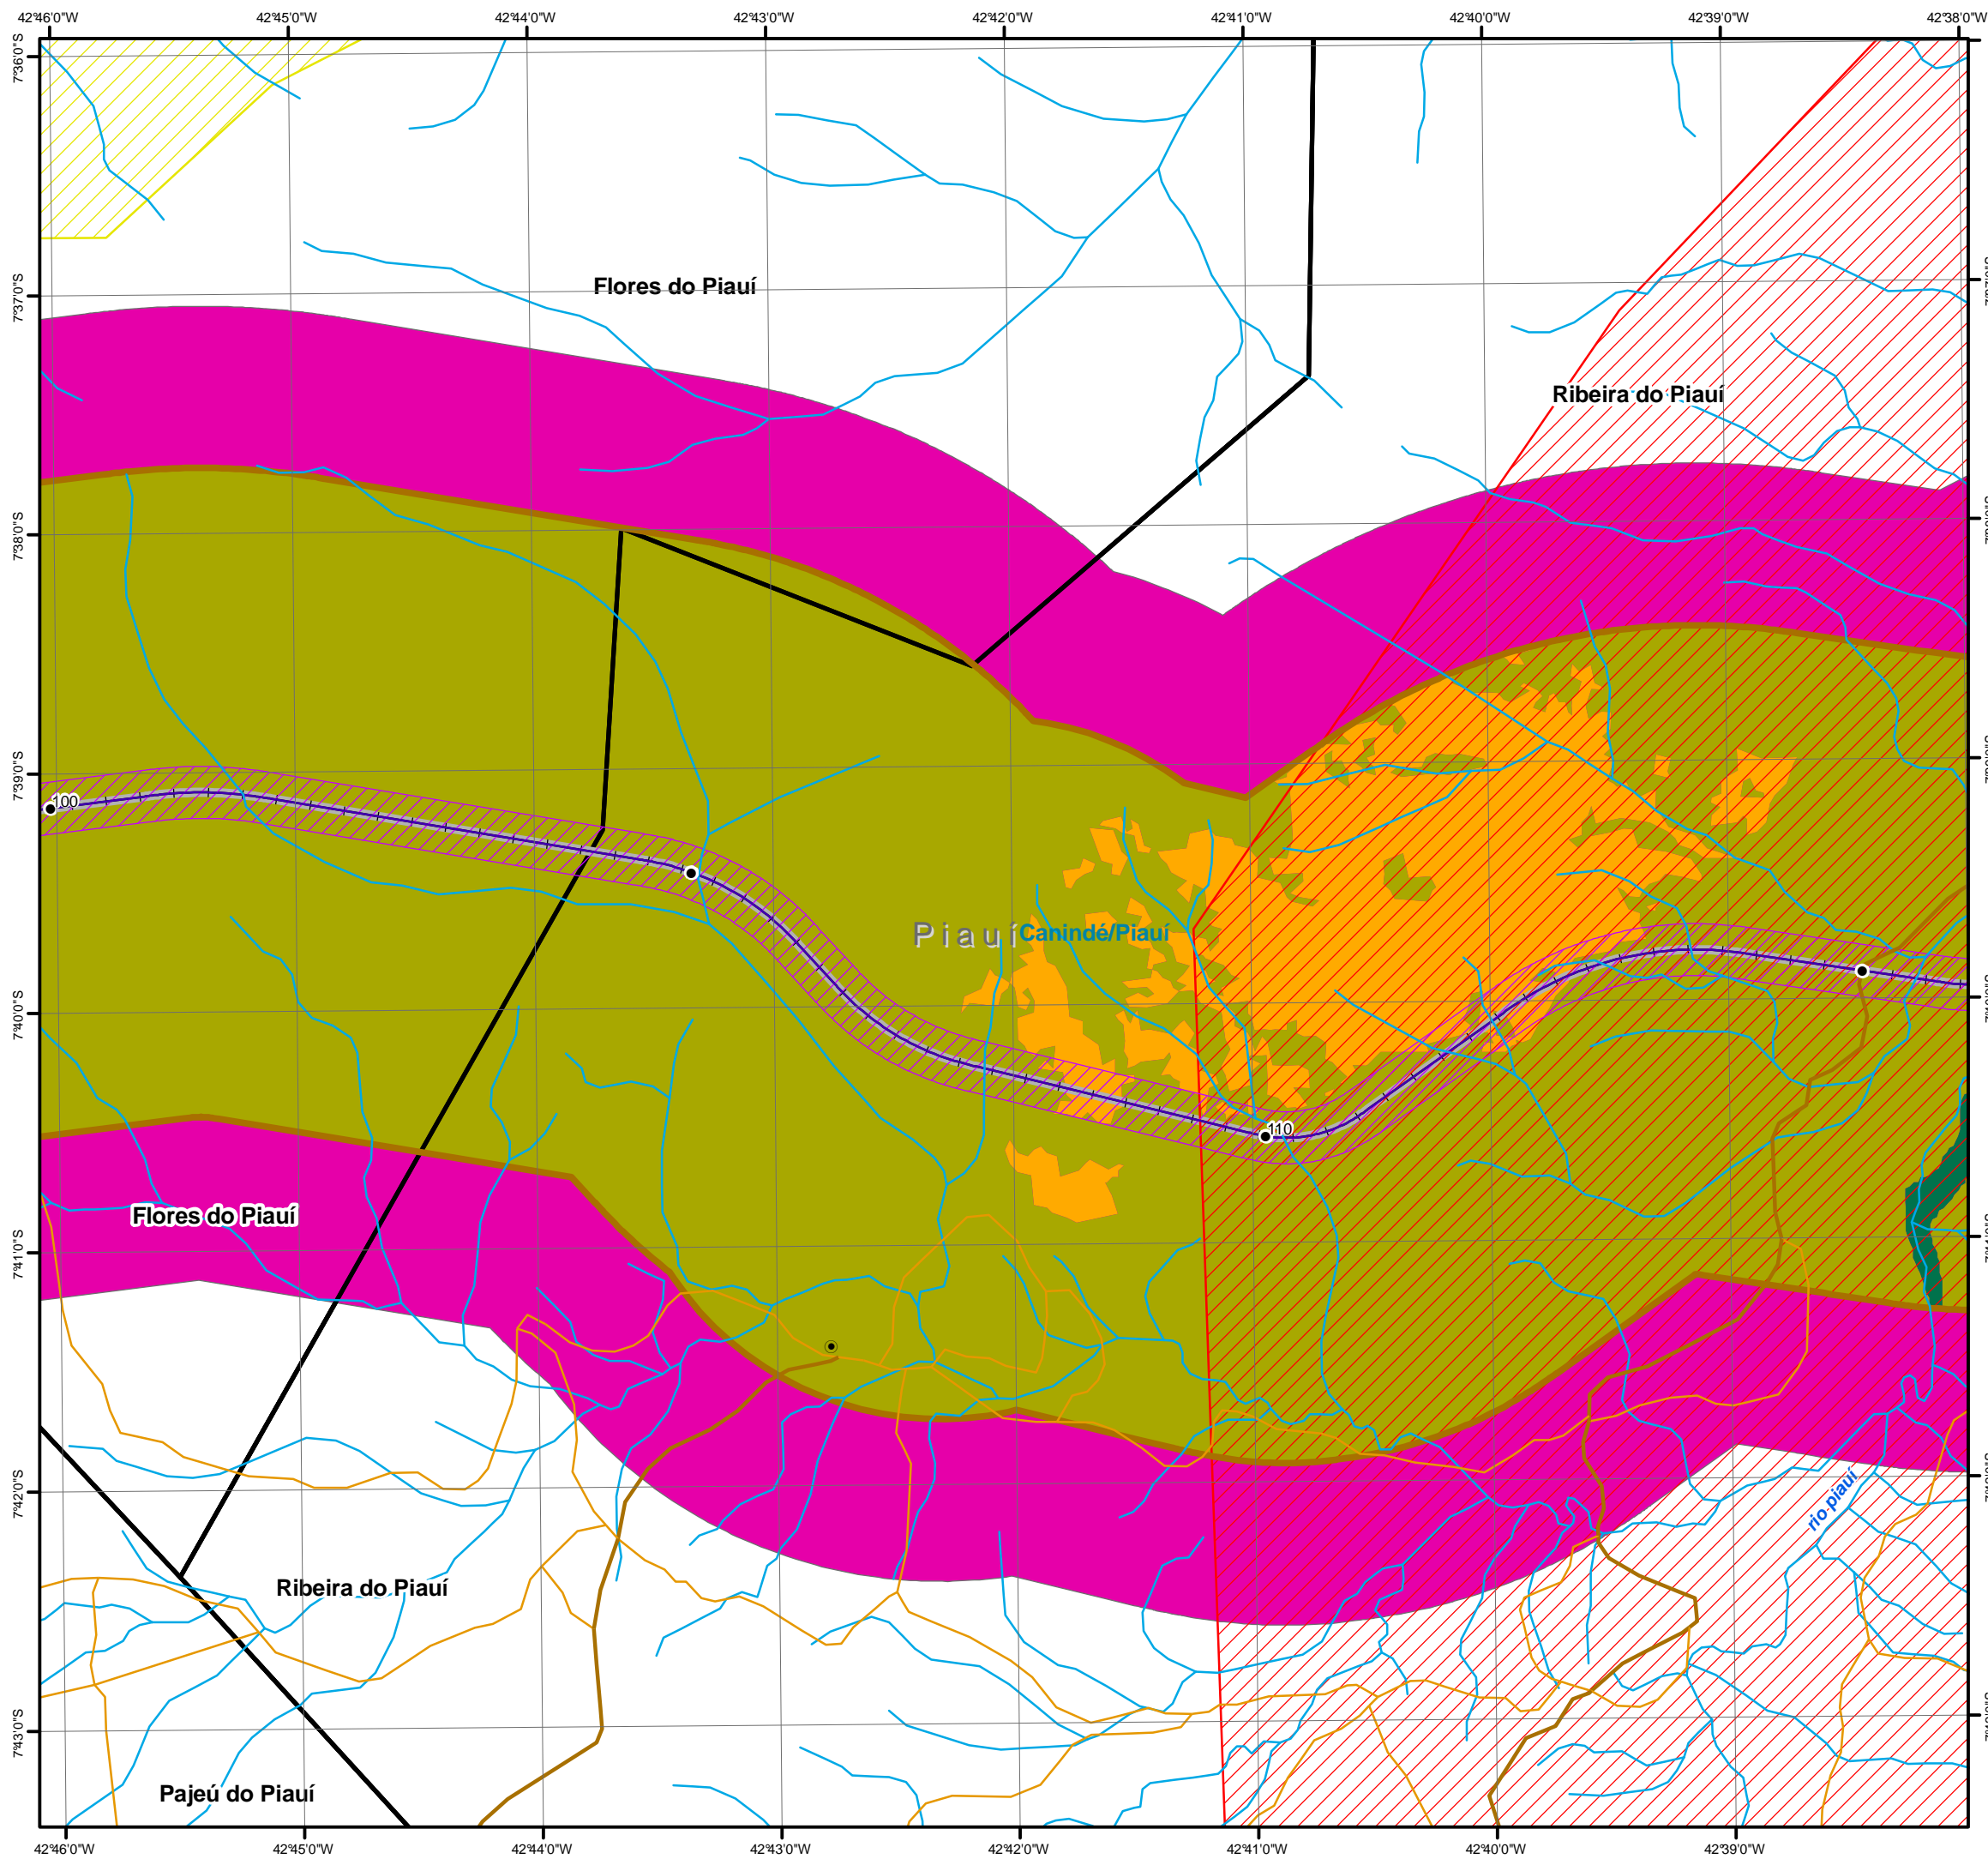 42°46'0"W 42°45'0"W 42°44'0"W 42°43'0"W 42°42'0"W 42°41'0"W 42°40'0"W 42°39'0"W 42°38'0"W
7°36'0"S
Flores do Piauí
7°37'0"S
Ribeira do Piauí
7°38'0"S
7°39'0"S
100
Piauí
Canindé/Piauí
7°40'0"S
110
Flores do Piauí
7°41'0"S
rio piauí
7°42'0"S
Ribeira do Piauí
7°43'0"S
Pajeú do Piauí
42°46'0"W 42°45'0"W 42°44'0"W 42°43'0"W 42°42'0"W 42°41'0"W 42°40'0"W 42°39'0"W